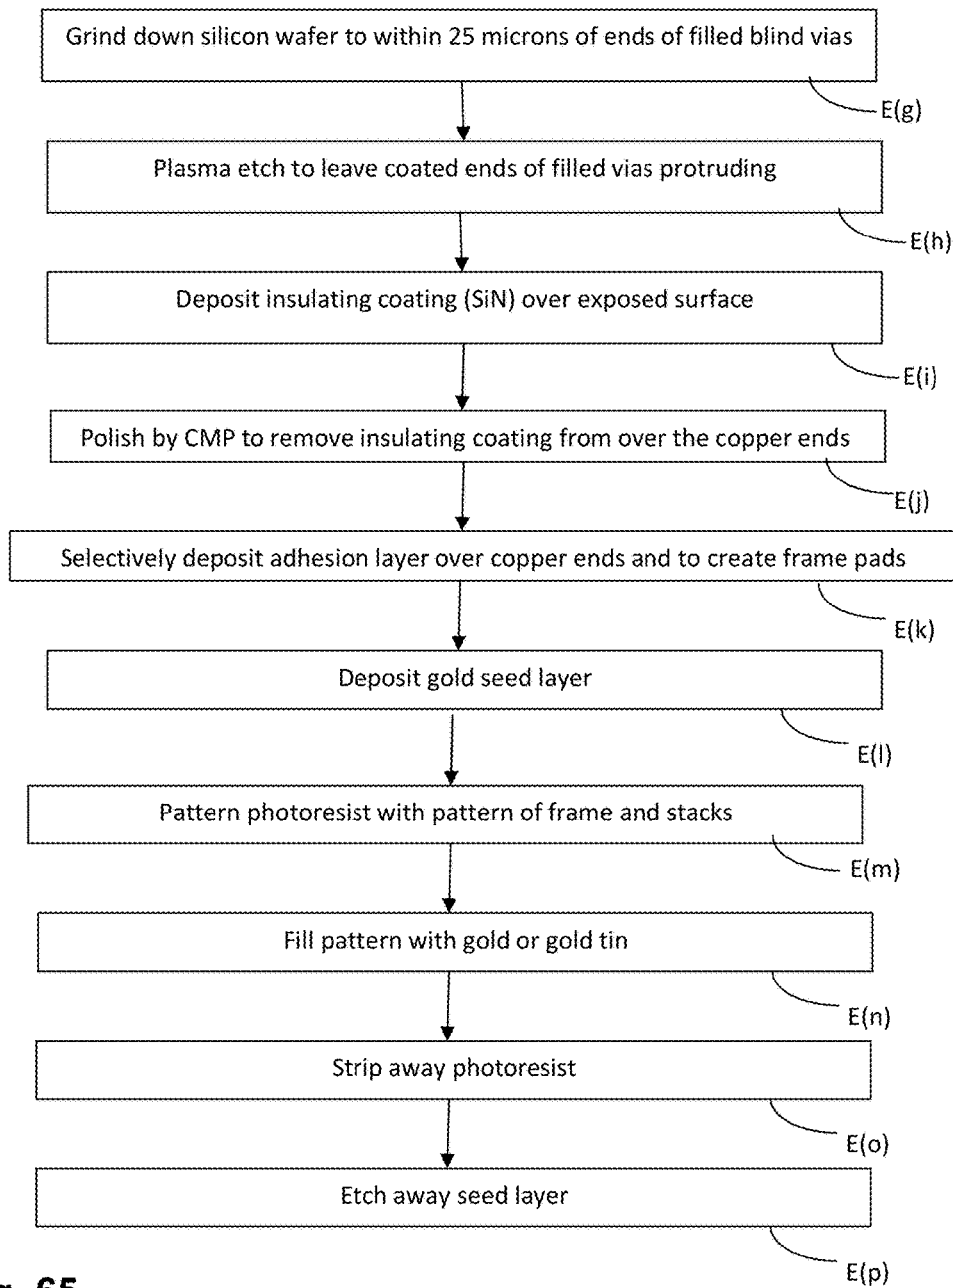 Grind down silicon wafer to within 25 microns of ends of filled blind vias
E(g)
Plasma etch to leave coated ends of filled vias protruding
E(h)
Deposit insulating coating (SiN) over exposed surface
E(i)
Polish by CMP to remove insulating coating from over the copper ends
E(j)
Selectively deposit adhesion layer over copper ends and to create frame pads
E(k)
Deposit gold seed layer
E(l)
Pattern photoresist with pattern of frame and stacks
E(m)
Fill pattern with gold or gold tin
E(n)
Strip away photoresist
E(o)
Etch away seed layer
E(p)
65